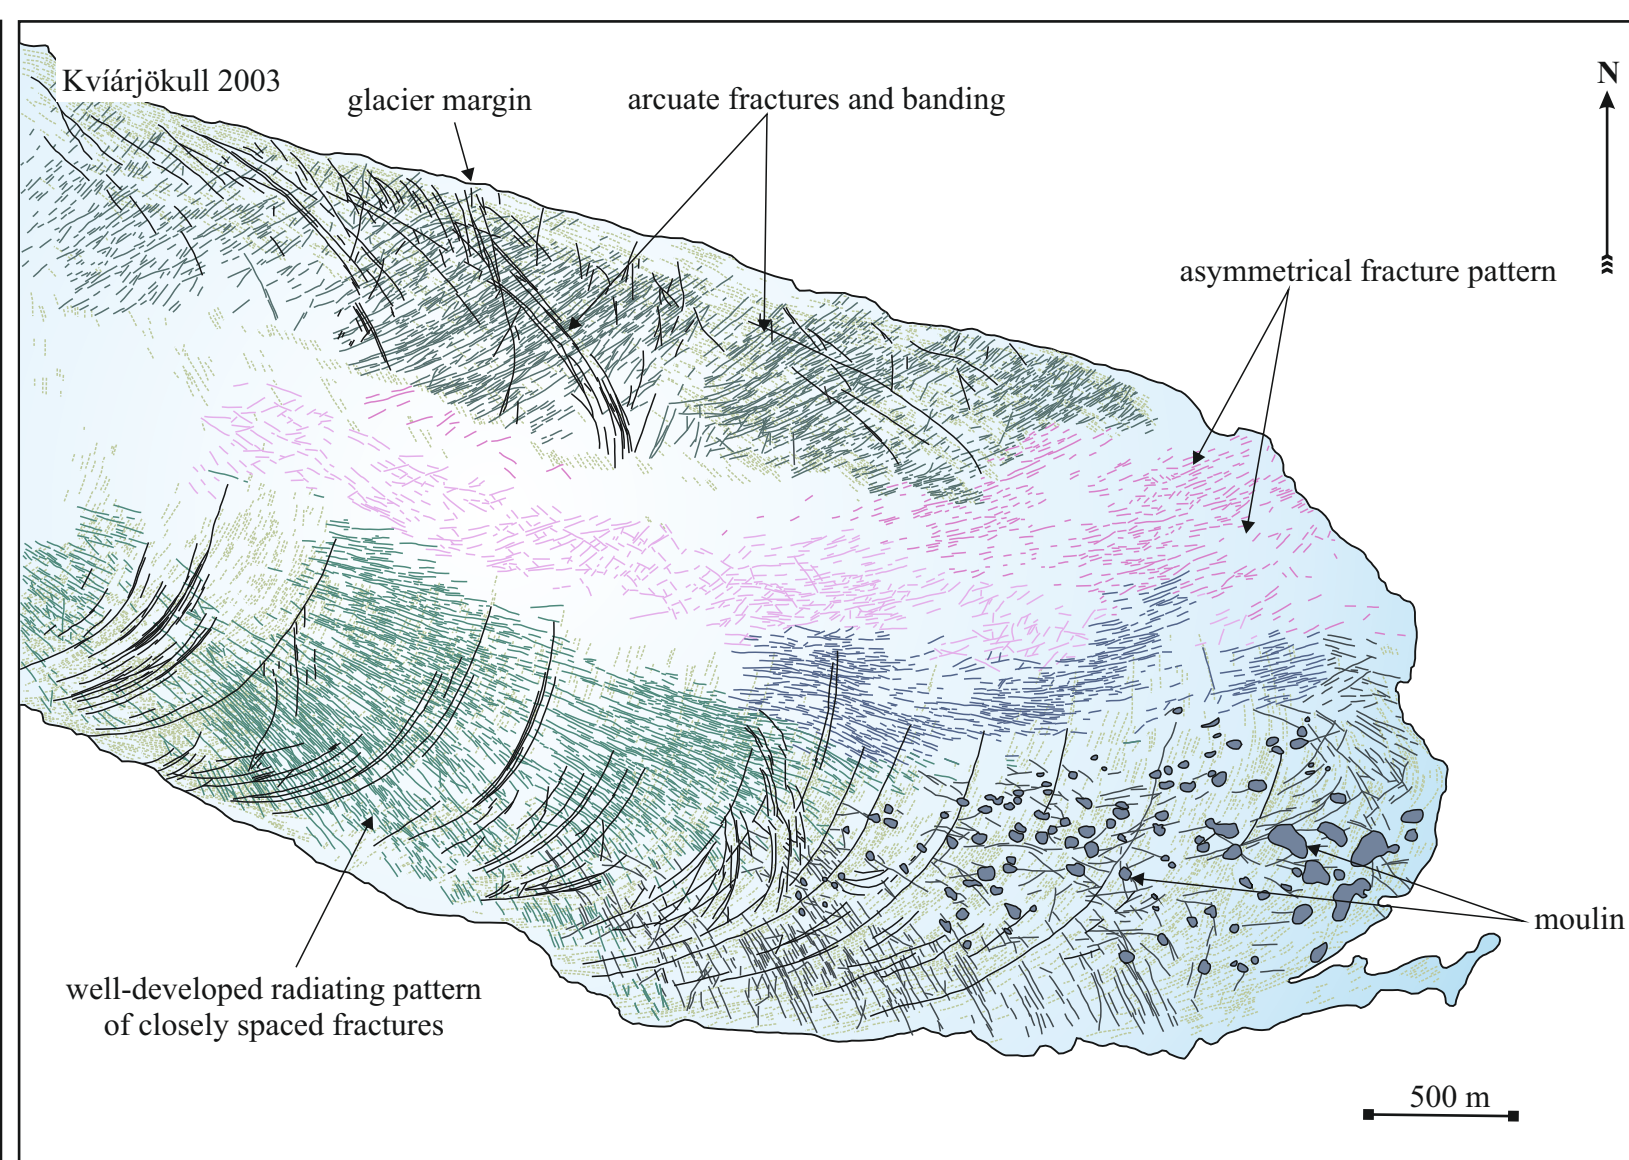 Kvíárjökull 2003
glacier margin
arcuate fractures and banding
N
asymmetrical fracture pattern
moulin
well-developed radiating pattern
of closely spaced fractures
500 m